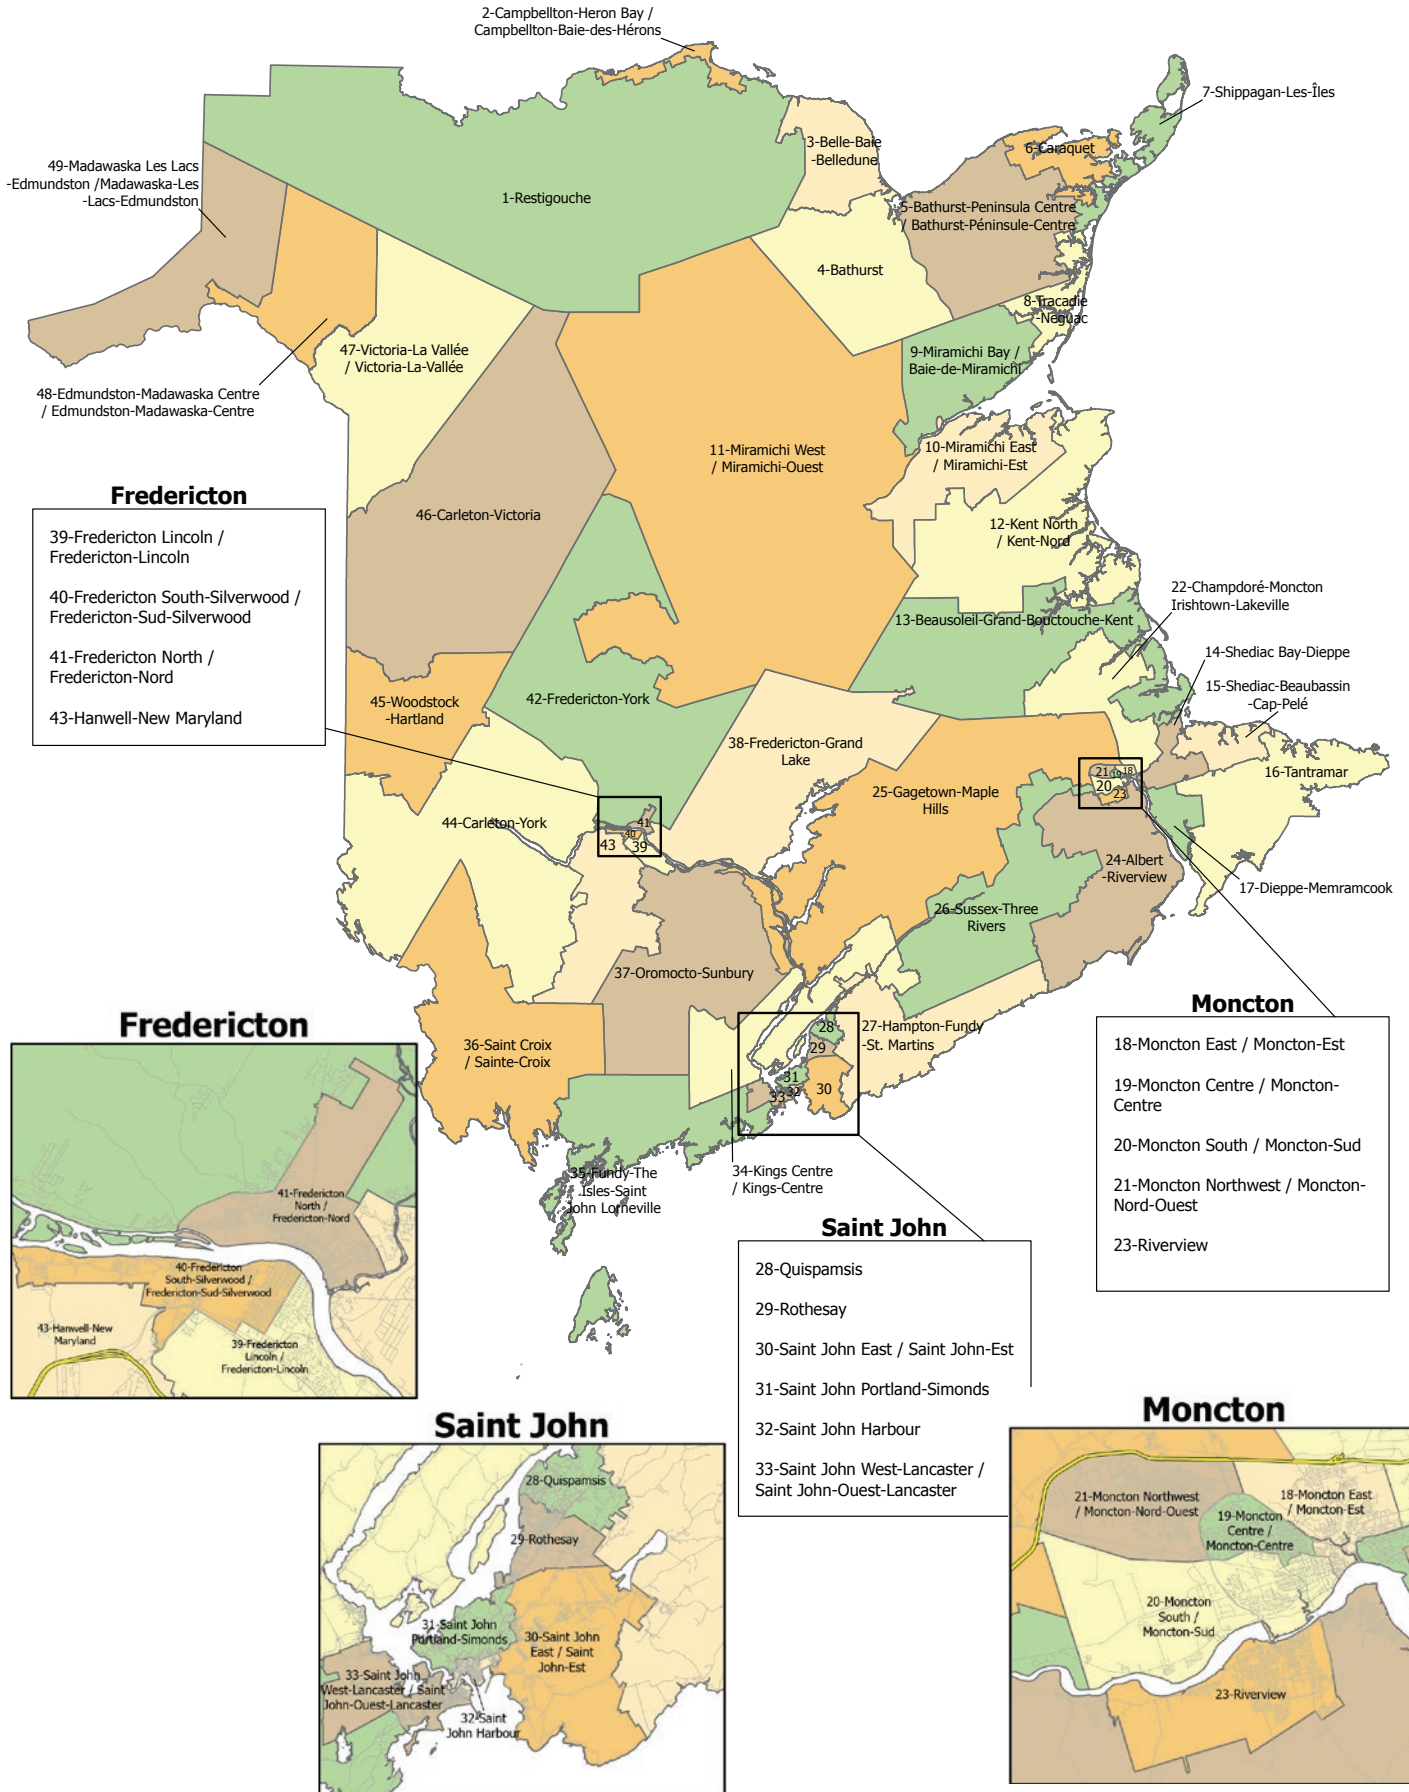 2-Campbellton-Heron Bay /
Campbellton-Baie-des-Hérons
7-Shippagan-Les-Îles
3-Belle-Baie
-Belledune
6-Caraquet
49-Madawaska Les Lacs
-Edmundston /Madawaska-Les
-Lacs-Edmundston
1-Restigouche
5-Bathurst-Peninsula Centre
/ Bathurst-Péninsule-Centre
4-Bathurst
8-Tracadie
-Neguac
9-Miramichi Bay /
Baie-de-Miramichi
47-Victoria-La Vallée
/ Victoria-La-Vallée
48-Edmundston-Madawaska Centre
/ Edmundston-Madawaska-Centre
11-Miramichi West
/ Miramichi-Ouest
10-Miramichi East
/ Miramichi-Est
46-Carleton-Victoria
12-Kent North
/ Kent-Nord
Fredericton
39-Fredericton Lincoln /
Fredericton-Lincoln
40-Fredericton South-Silverwood /
Fredericton-Sud-Silverwood
41-Fredericton North /
Fredericton-Nord
43-Hanwell-New Maryland
22-Champdoré-Moncton
Irishtown-Lakeville
13-Beausoleil-Grand-Bouctouche-Kent
14-Shediac Bay-Dieppe
15-Shediac-Beaubassin
-Cap-Pelé
45-Woodstock
-Hartland
42-Fredericton-York
38-Fredericton-Grand
Lake
16-Tantramar
25-Gagetown-Maple
Hills
21
19
18
20
23
44-Carleton-York
41
40
43
39
24-Albert
-Riverview
17-Dieppe-Memramcook
26-Sussex-Three
Rivers
37-Oromocto-Sunbury
36-Saint Croix
/ Sainte-Croix
27-Hampton-Fundy
-St. Martins
28
29
31
30
32
33
34-Kings Centre
/ Kings-Centre
35-Fundy-The
Isles-Saint
John Lorneville
Moncton
18-Moncton East / Moncton-Est
19-Moncton Centre / Moncton-
Centre
20-Moncton South / Moncton-Sud
21-Moncton Northwest / Moncton-
Nord-Ouest
23-Riverview
Saint John
28-Quispamsis
29-Rothesay
30-Saint John East / Saint John-Est
31-Saint John Portland-Simonds
32-Saint John Harbour
33-Saint John West-Lancaster /
Saint John-Ouest-Lancaster
Fredericton
41-Fredericton
North /
Fredericton-Nord
40-Fredericton
South-Silverwood /
Fredericton-Sud-Silverwood
43-Hanwell-New
Maryland
39-Fredericton
Lincoln /
Fredericton-Lincoln
Saint John
28-Quispamsis
29-Rothesay
31-Saint John
Portland-Simonds
30-Saint John
East / Saint
John-Est
33-Saint John
West-Lancaster / Saint
John-Ouest-Lancaster
32-Saint
John Harbour
Moncton
21-Moncton Northwest
/ Moncton-Nord-Ouest
18-Moncton East
/ Moncton-Est
19-Moncton
Centre /
Moncton-Centre
20-Moncton
South /
Moncton-Sud
23-Riverview